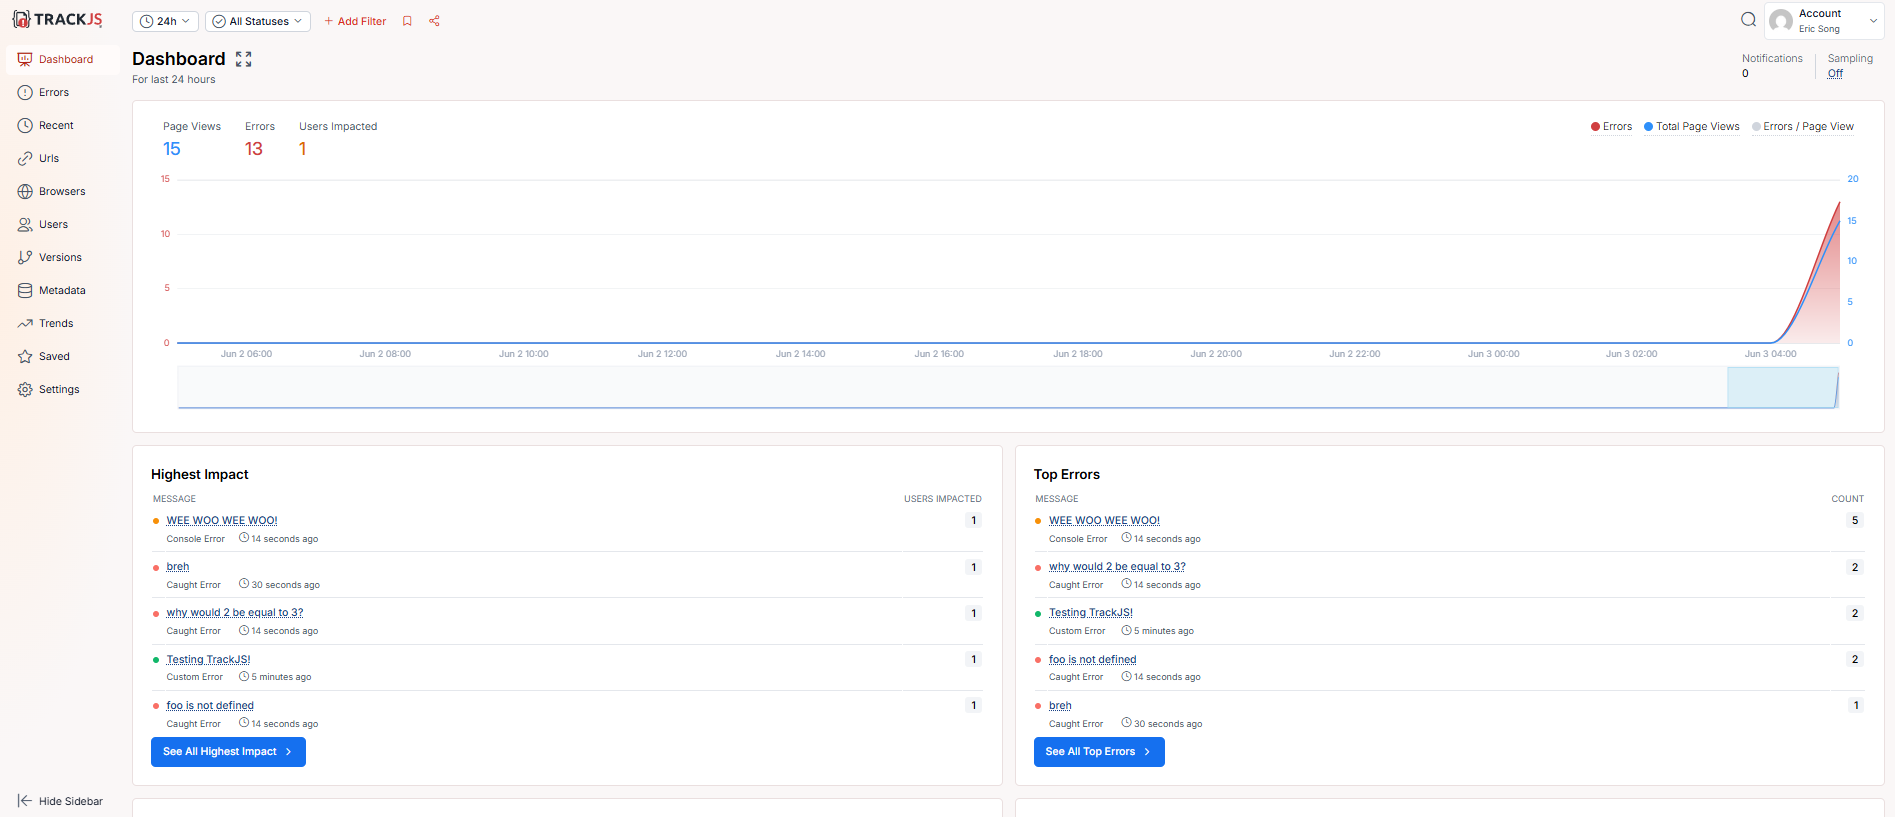 TRACKJS
24h
All Statuses
+ Add Filter
Account
Eric Song
Dashboard
Errors
Recent
Urls
Browsers
Users
Versions
Metadata
Trends
Saved
Settings
Hide Sidebar
Dashboard
For last 24 hours
Notifications
0
Sampling
Off
Page Views
15
Errors
13
Users Impacted
1
Errors
Total Page Views
Errors / Page View
15
10
5
0
20
15
10
5
0
Jun 2 06:00 Jun 2 08:00 Jun 2 10:00 Jun 2 12:00 Jun 2 14:00 Jun 2 16:00 Jun 2 18:00 Jun 2 20:00 Jun 2 22:00 Jun 3 00:00 Jun 3 02:00 Jun 3 04:00
Highest Impact
MESSAGE USERS IMPACTED
WEE WOO WEE WOO! 1
Console Error 14 seconds ago
breh 1
Caught Error 30 seconds ago
why would 2 be equal to 3? 1
Caught Error 14 seconds ago
Testing TrackJS! 1
Custom Error 5 minutes ago
foo is not defined 1
Caught Error 14 seconds ago
See All Highest Impact
Top Errors
MESSAGE COUNT
WEE WOO WEE WOO! 5
Console Error 14 seconds ago
why would 2 be equal to 3? 2
Caught Error 14 seconds ago
Testing TrackJS! 2
Custom Error 5 minutes ago
foo is not defined 2
Caught Error 14 seconds ago
breh 1
Caught Error 30 seconds ago
See All Top Errors